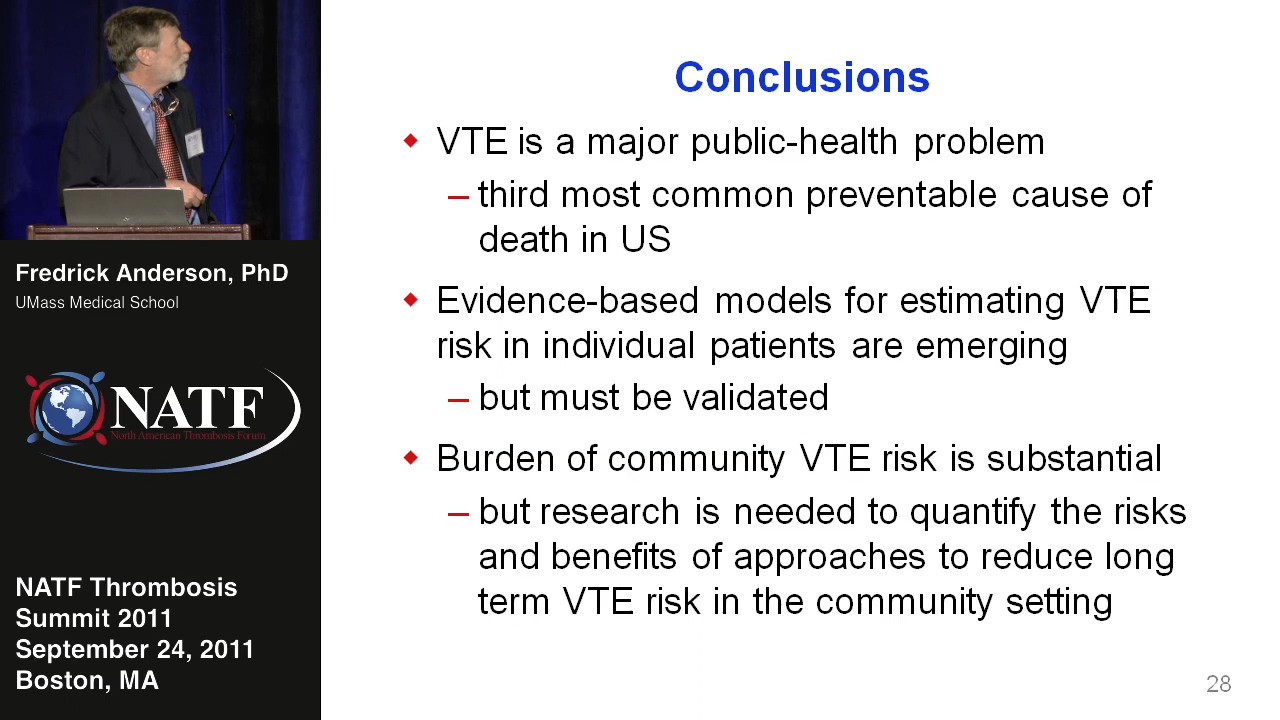 Conclusions
VTE is a major public-health problem
– third most common preventable cause of
death in US
Evidence-based models for estimating VTE
risk in individual patients are emerging
– but must be validated
Burden of community VTE risk is substantial
– but research is needed to quantify the risks
and benefits of approaches to reduce long
term VTE risk in the community setting
28
Fredrick Anderson, PhD
UMass Medical School
NATF
North American Thrombosis Forum
NATF Thrombosis
Summit 2011
September 24, 2011
Boston, MA